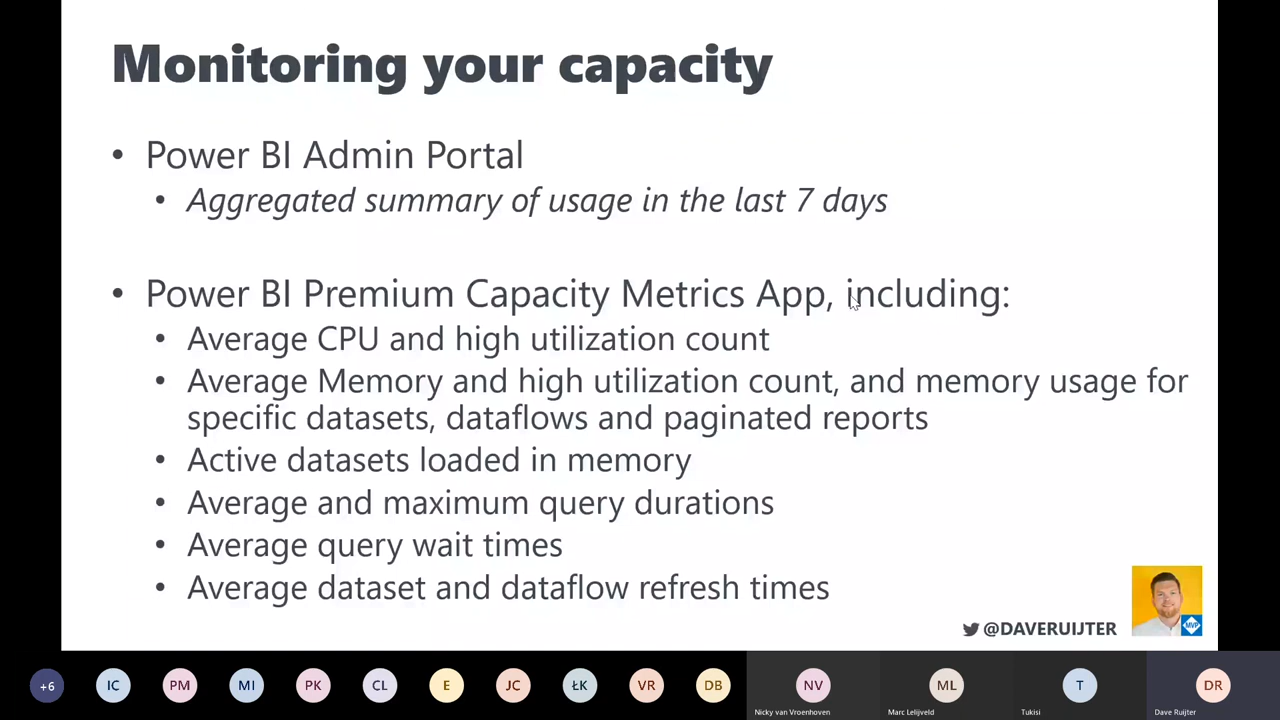 Monitoring your capacity
• Power BI Admin Portal
• Aggregated summary of usage in the last 7 days
• Power BI Premium Capacity Metrics App, including:
• Average CPU and high utilization count
• Average Memory and high utilization count, and memory usage for
specific datasets, dataflows and paginated reports
• Active datasets loaded in memory
• Average and maximum query durations
• Average query wait times
• Average dataset and dataflow refresh times
MVP
@DAVERUIJTER
+6 IC PM MI PK CL E JC ŁK VR DB NV ML T DR
Nicky van Vroenhoven Marc Lelijveld Tukisi Dave Ruijter